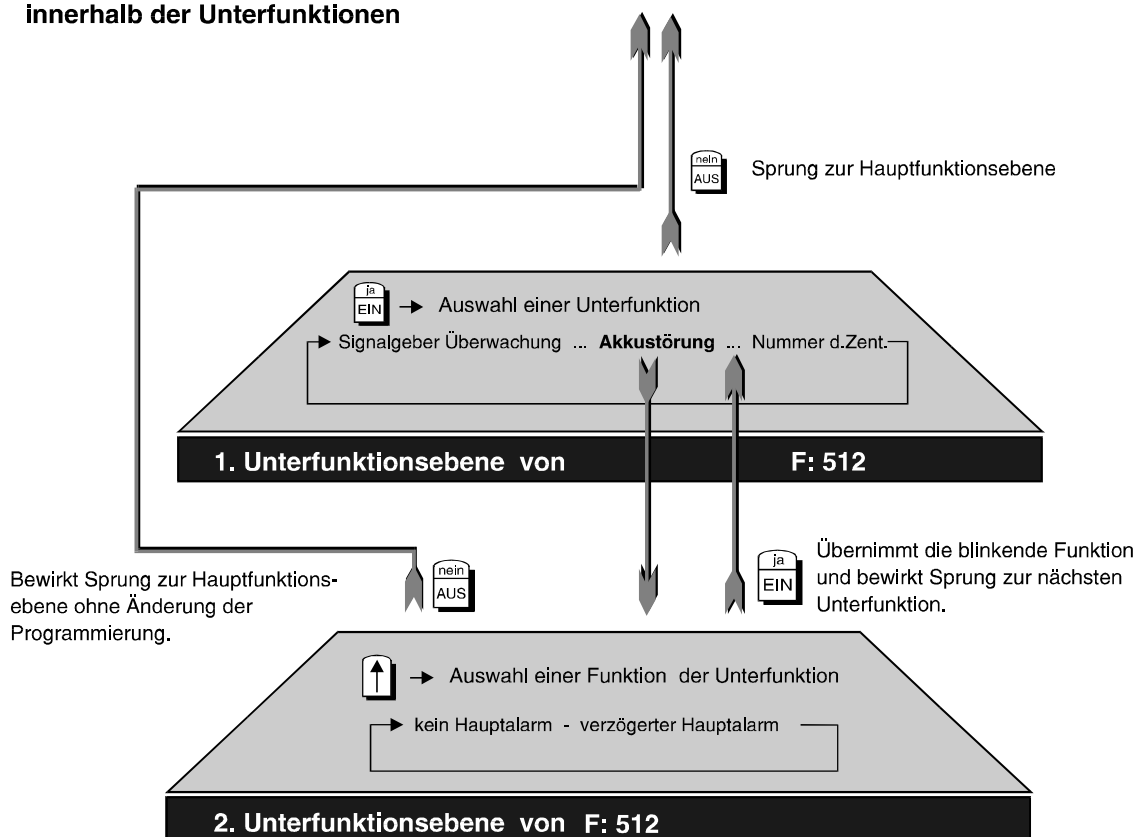 innerhalb der Unterfunktionen
nein
AUS
Sprung zur Hauptfunktionsebene
ja
EIN
Auswahl einer Unterfunktion
Signalgeber Überwachung ... Akkustörung ... Nummer d.Zent.
1. Unterfunktionsebene von F: 512
Bewirkt Sprung zur Hauptfunktions-
ebene ohne Änderung der
Programmierung.
nein
AUS
ja
EIN
Übernimmt die blinkende Funktion
und bewirkt Sprung zur nächsten
Unterfunktion.
Auswahl einer Funktion der Unterfunktion
kein Hauptalarm - verzögerter Hauptalarm
2. Unterfunktionsebene von F: 512